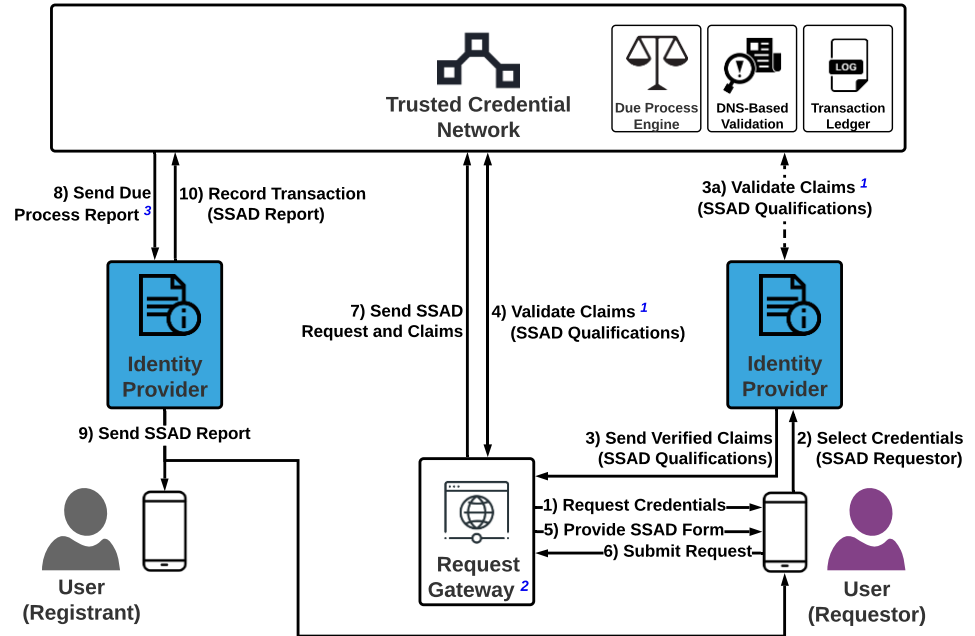 Trusted Credential
Network
Due Process
Engine
DNS-Based
Validation
LOG
Transaction
Ledger
8) Send Due
Process Report 3
10) Record Transaction
(SSAD Report)
3a) Validate Claims 1
(SSAD Qualifications)
Identity
Provider
7) Send SSAD
Request and Claims
4) Validate Claims 1
(SSAD Qualifications)
Identity
Provider
9) Send SSAD Report
3) Send Verified Claims
(SSAD Qualifications)
2) Select Credentials
(SSAD Requestor)
1) Request Credentials
5) Provide SSAD Form
6) Submit Request
Request
Gateway 2
User
(Registrant)
User
(Requestor)